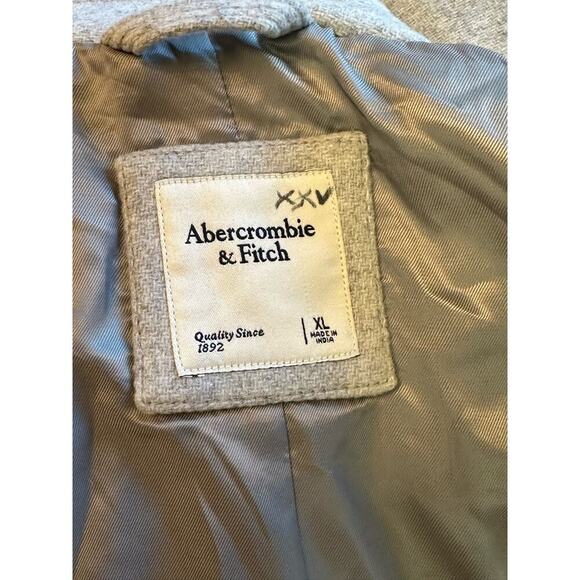 XXV
Abercrombie
& Fitch
Quality Since
1892
XL
MADE IN
INDIA